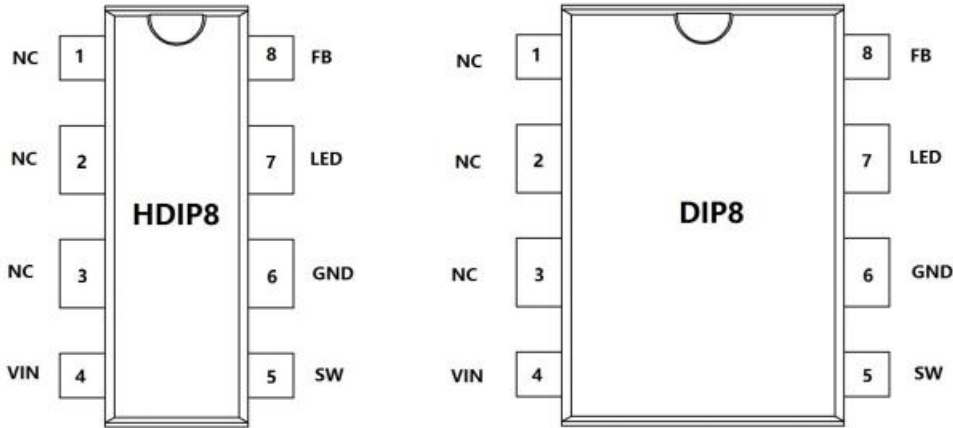 NC 1 8 FB
NC 2 7 LED
HDIP8
NC 3 6 GND
VIN 4 5 SW
NC 1 8 FB
NC 2 7 LED
DIP8
NC 3 6 GND
VIN 4 5 SW